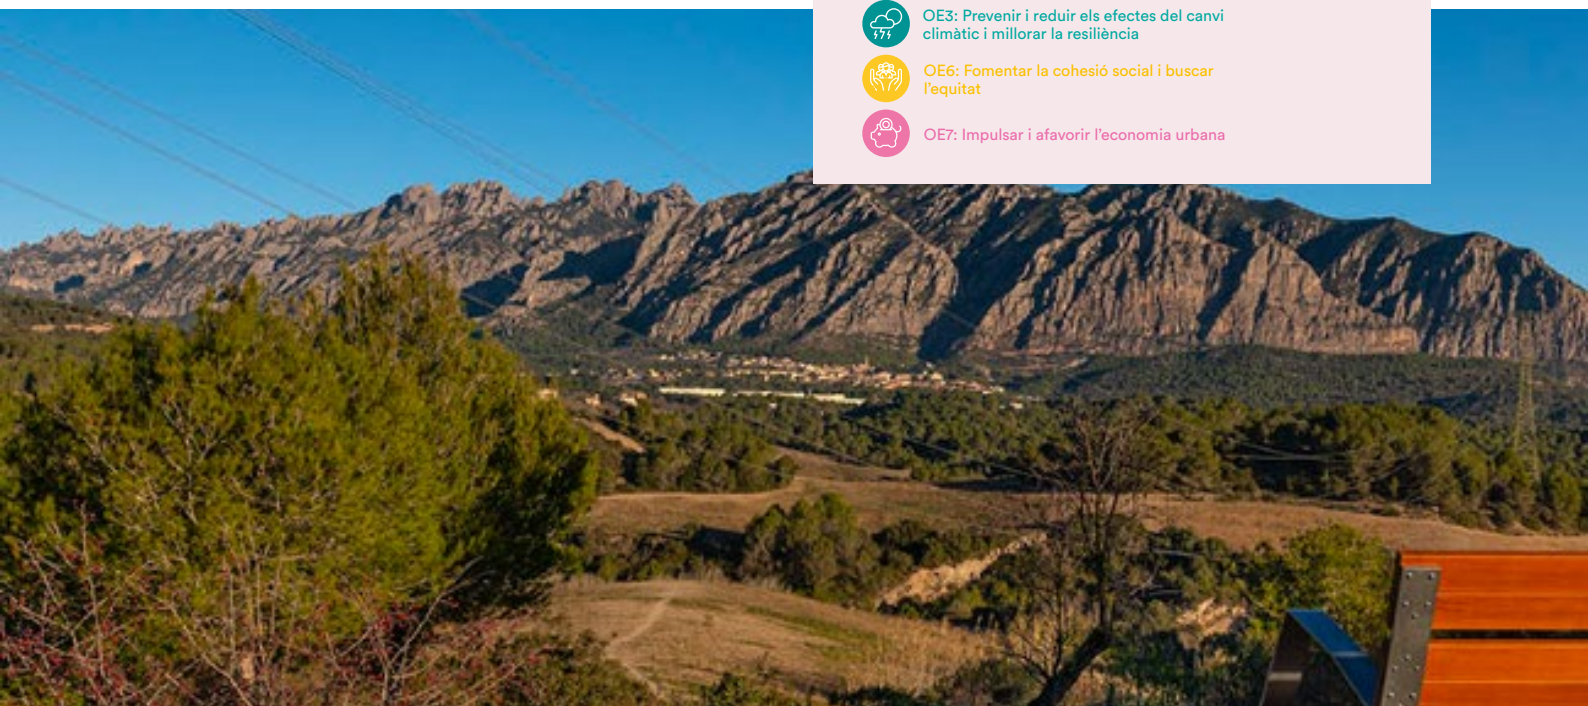 OE3: Prevenir i reduir els efectes del canvi
climàtic i millorar la resiliència
OE6: Fomentar la cohesió social i buscar
l’equitat
OE7: Impulsar i afavorir l’economia urbana